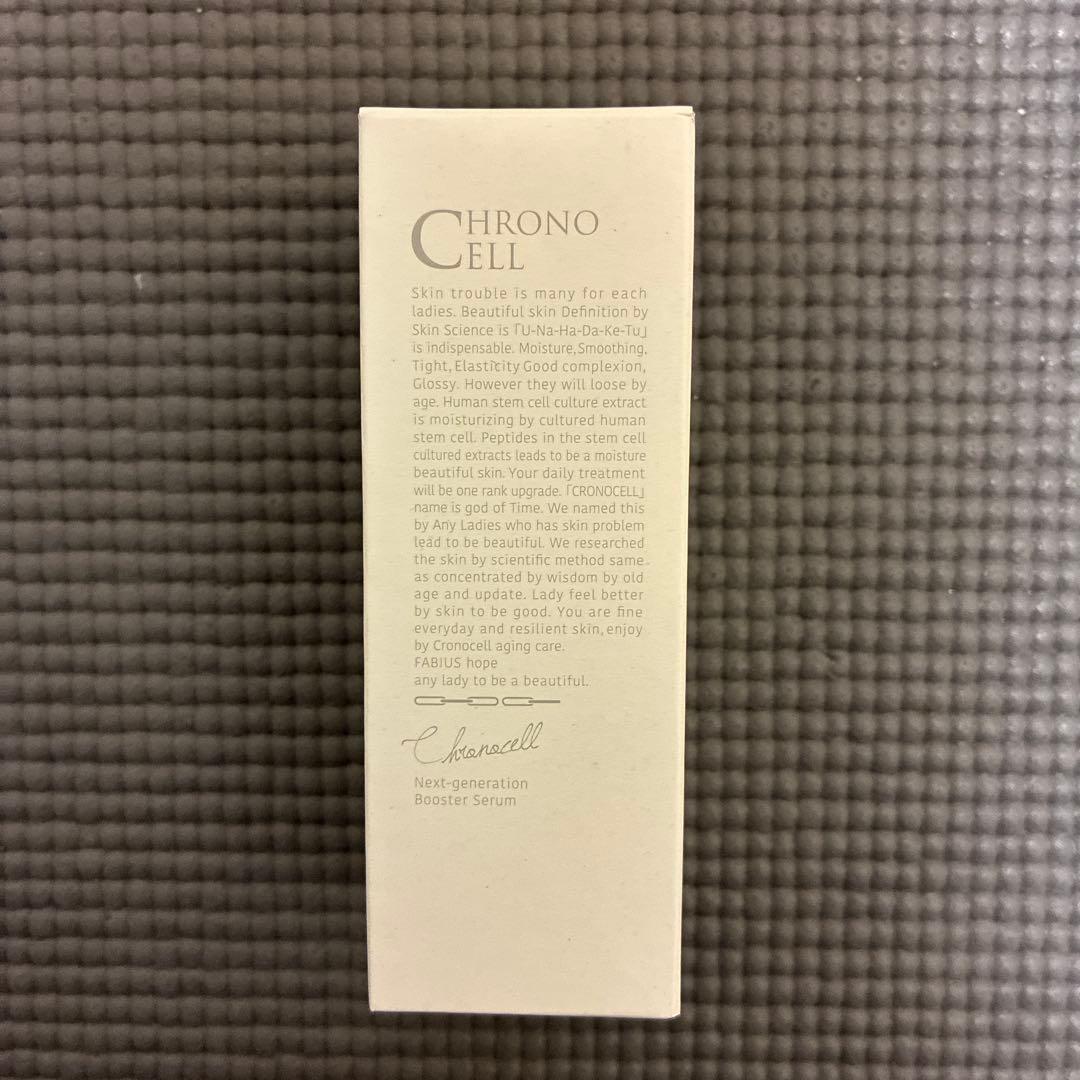 CHRONO
CELL
Skin trouble is many for each
ladies. Beautiful skin Definition by
Skin Science is「U-Na-Ha-Da-Ke-Tu」
is indispensable. Moisture, Smoothing,
Tight, Elasticity Good complexion,
Glossy. However they will loose by
age. Human stem cell culture extract
is moisturizing by cultured human
stem cell. Peptides in the stem cell
cultured extracts leads to be a moisture
beautiful skin. Your daily treatment
will be one rank upgrade.「CRONOCELL」
name is god of Time. We named this
by Any Ladies who has skin problem
lead to be beautiful. We researched
the skin by scientific method same
as concentrated by wisdom by old
age and update. Lady feel better
by skin to be good. You are fine
everyday and resilient skin, enjoy
by Cronocell aging care.
FABIUS hope
any lady to be a beautiful.
Chronocell
Next-generation
Booster Serum